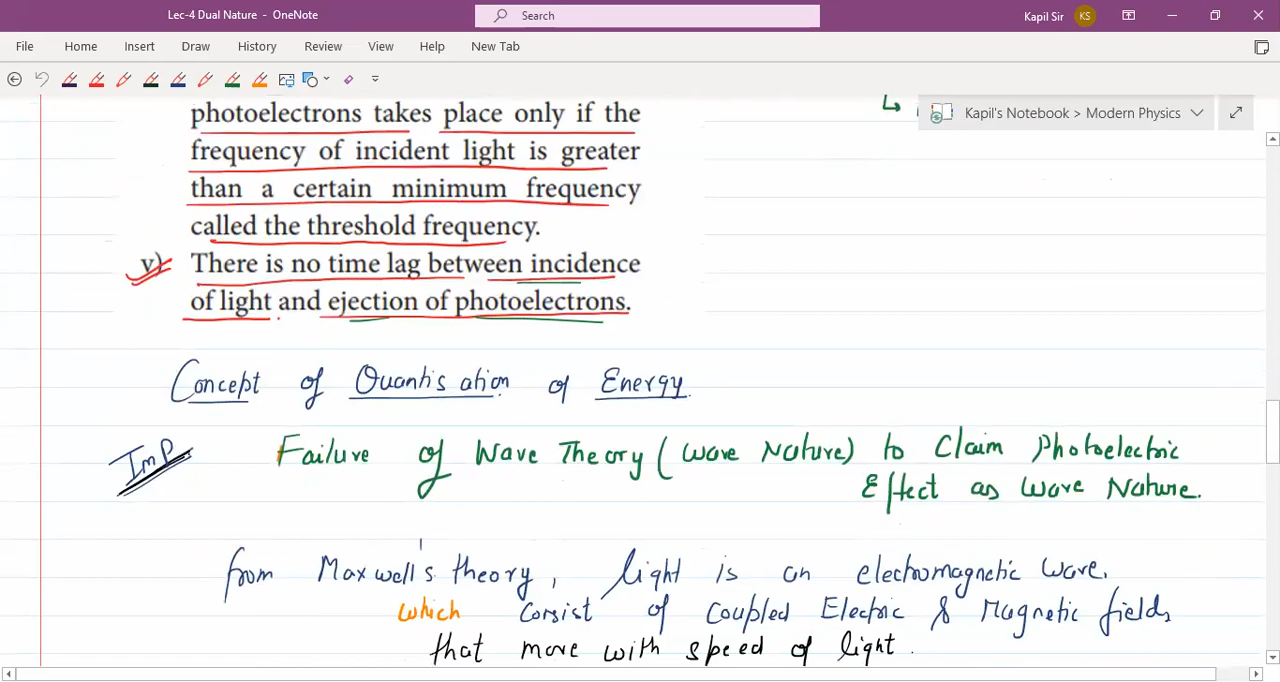 Lec-4 Dual Nature - OneNote
Search
Kapil Sir
KS
File
Home
Insert
Draw
History
Review
View
Help
New Tab
Kapil's Notebook > Modern Physics
photoelectrons takes place only if the
frequency of incident light is greater
than a certain minimum frequency
called the threshold frequency.
v) There is no time lag between incidence
of light and ejection of photoelectrons.
Concept of Quantisation of Energy.
Imp Failure of Wave Theory (Wave Nature) to Claim Photoelectric
Effect as Wave Nature.
from Maxwell's theory, light is an electromagnetic wave.
which consist of Coupled Electric & Magnetic fields
that move with speed of light.